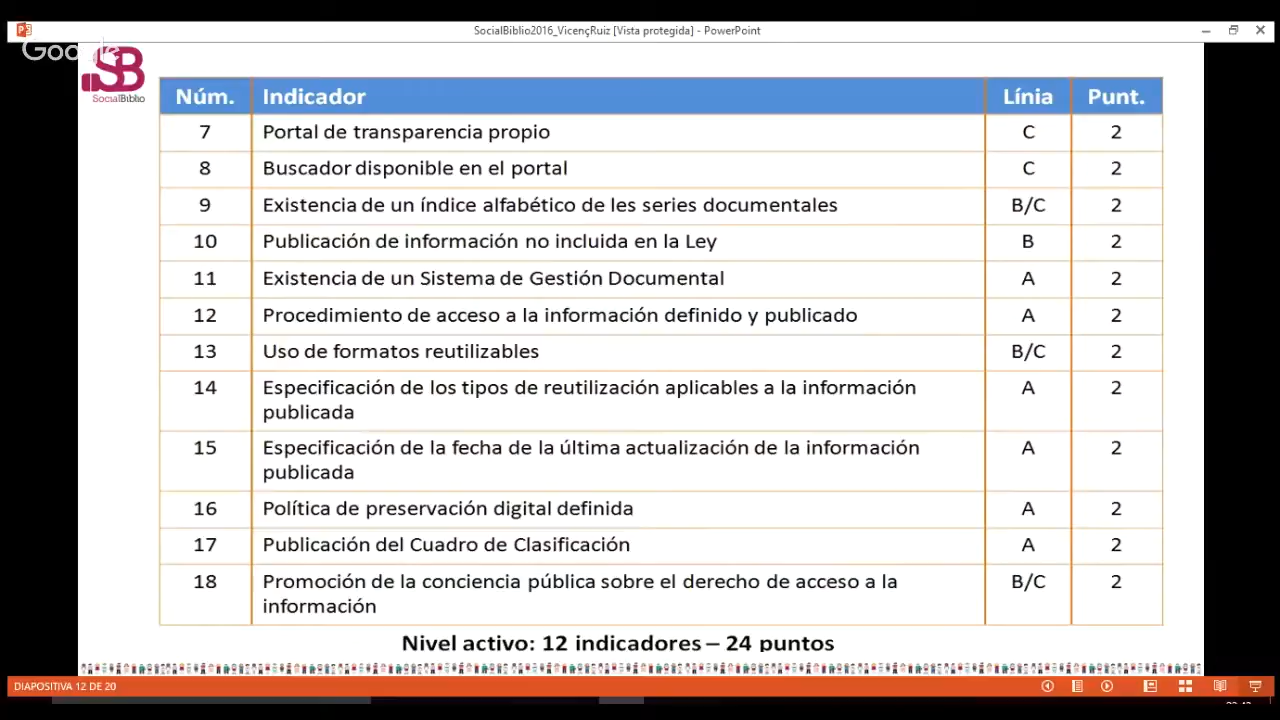 SocialBiblio2016_VicençRuiz [Vista protegida] - PowerPoint
Google
SB
SocialBiblio
Núm. Indicador Línia Punt.
7 Portal de transparencia propio C 2
8 Buscador disponible en el portal C 2
9 Existencia de un índice alfabético de les series documentales B/C 2
10 Publicación de información no incluida en la Ley B 2
11 Existencia de un Sistema de Gestión Documental A 2
12 Procedimiento de acceso a la información definido y publicado A 2
13 Uso de formatos reutilizables B/C 2
14 Especificación de los tipos de reutilización aplicables a la información A 2
publicada
15 Especificación de la fecha de la última actualización de la información A 2
publicada
16 Política de preservación digital definida A 2
17 Publicación del Cuadro de Clasificación A 2
18 Promoción de la conciencia pública sobre el derecho de acceso a la B/C 2
información
Nivel activo: 12 indicadores – 24 puntos
DIAPOSITIVA 12 DE 20